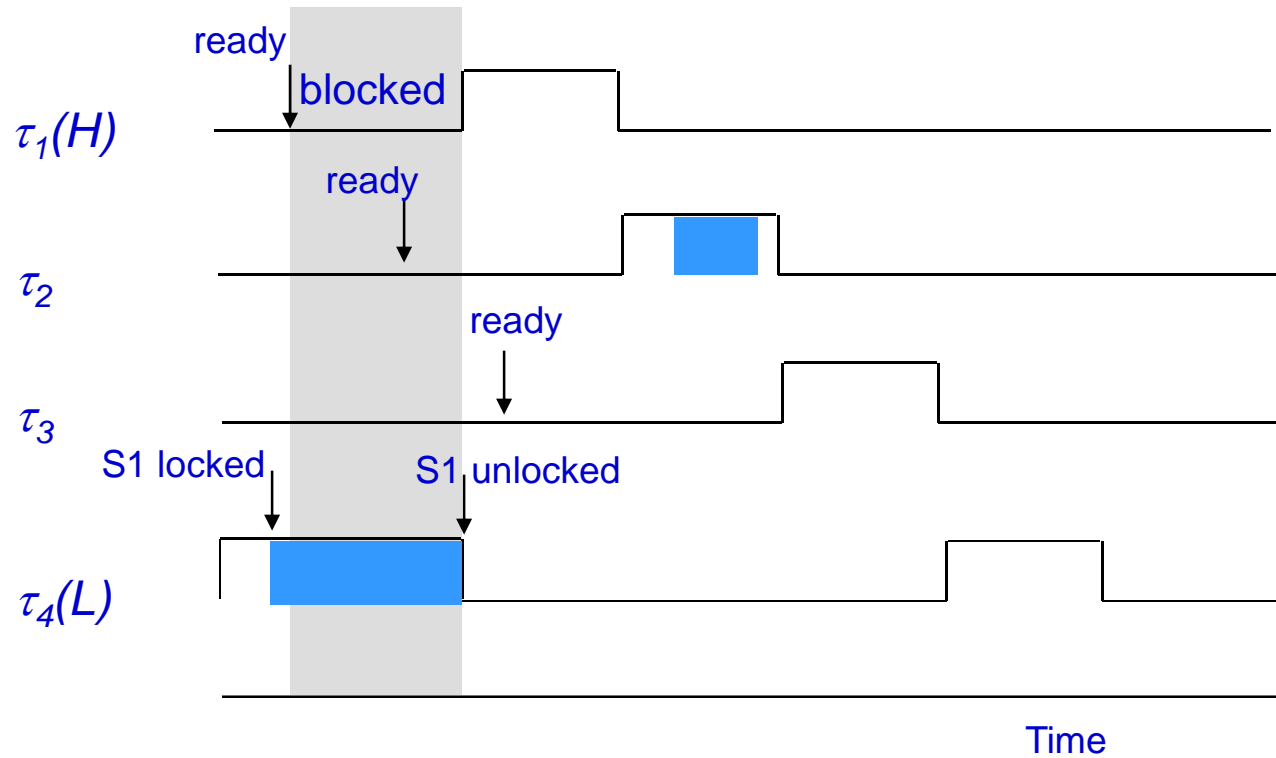 ready
blocked
τ1(H)
ready
τ2
ready
τ3
S1 locked
S1 unlocked
τ4(L)
Time